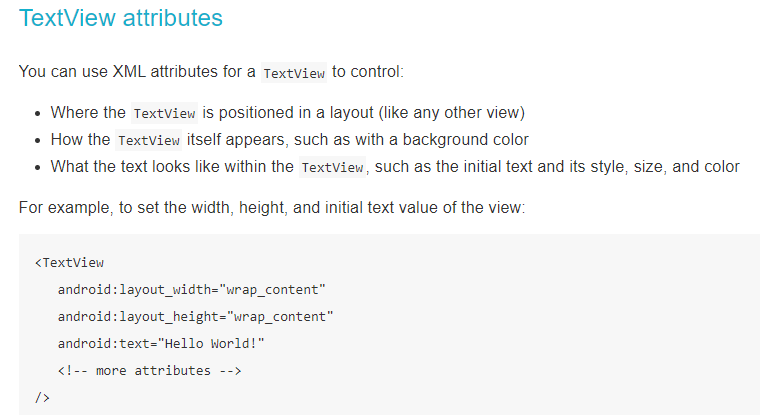 TextView attributes
You can use XML attributes for a TextView to control:
• Where the TextView is positioned in a layout (like any other view)
• How the TextView itself appears, such as with a background color
• What the text looks like within the TextView, such as the initial text and its style, size, and color
For example, to set the width, height, and initial text value of the view:
<TextView
   android:layout_width="wrap_content"
   android:layout_height="wrap_content"
   android:text="Hello World!"
   <!-- more attributes -->
/>